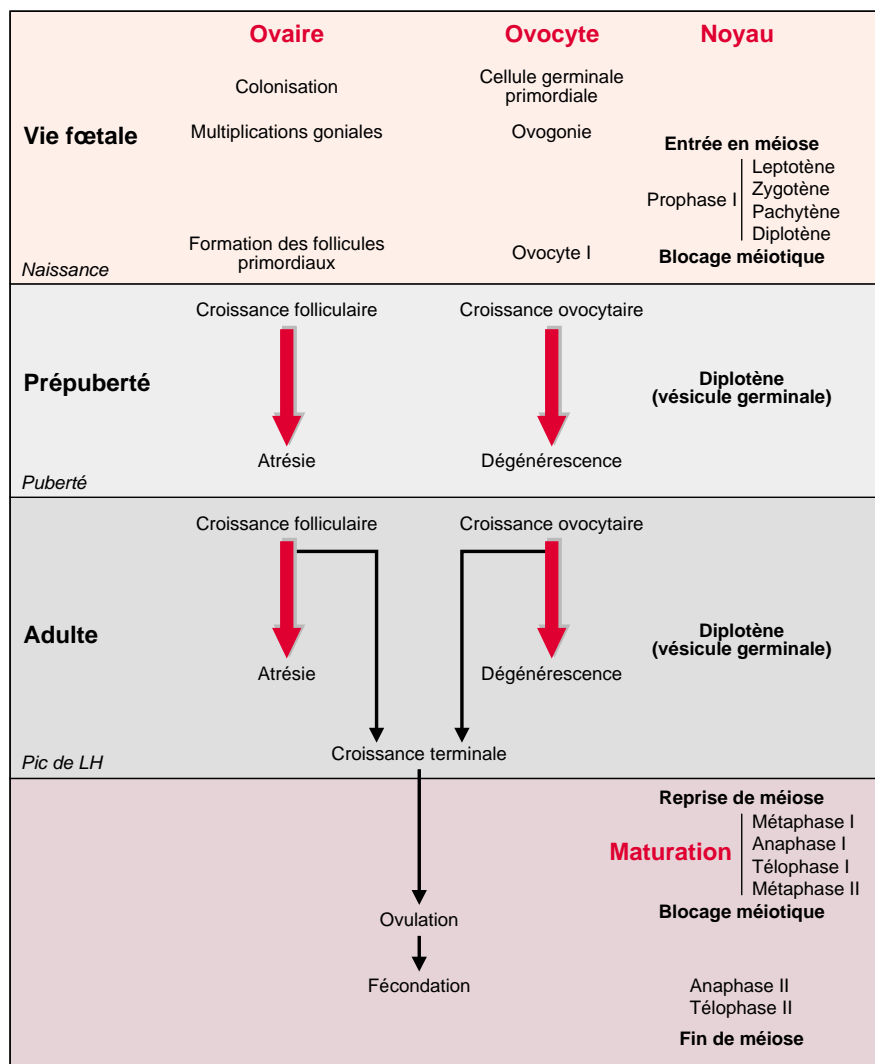 Ovaire Ovocyte Noyau
Colonisation
Cellule germinale
primordiale
Vie fœtale
Multiplications goniales
Ovogonie
Entrée en méiose
Prophase I
Leptotène
Zygotène
Pachytène
Diplotène
Formation des follicules
primordiaux
Ovocyte I
Blocage méiotique
Naissance
Croissance folliculaire
Croissance ovocytaire
Prépuberté
Diplotène
(vésicule germinale)
Atrésie
Dégénérescence
Puberté
Croissance folliculaire
Croissance ovocytaire
Adulte
Diplotène
(vésicule germinale)
Atrésie
Dégénérescence
Pic de LH
Croissance terminale
Reprise de méiose
Maturation
Métaphase I
Anaphase I
Télophase I
Métaphase II
Blocage méiotique
Ovulation
Fécondation
Anaphase II
Télophase II
Fin de méiose